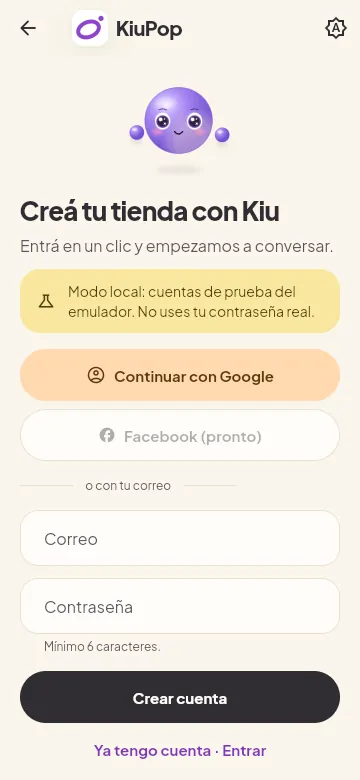 KiuPop
A
Creá tu tienda con Kiu
Entrá en un clic y empezamos a conversar.
Modo local: cuentas de prueba del
emulador. No uses tu contraseña real.
Continuar con Google
Facebook (pronto)
o con tu correo
Correo
Contraseña
Mínimo 6 caracteres.
Crear cuenta
Ya tengo cuenta · Entrar